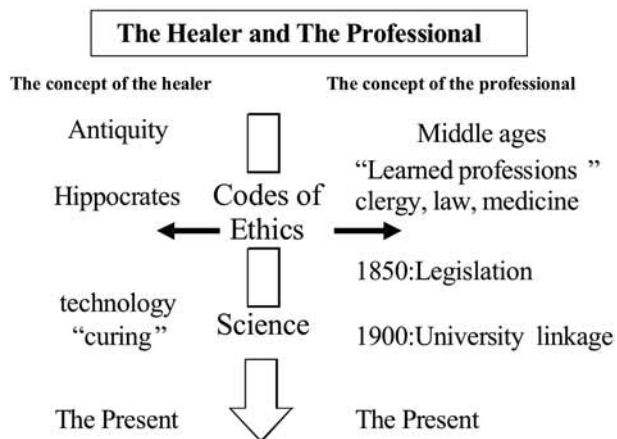 The Healer and The Professional
The concept of the healer
The concept of the professional
Antiquity
Middle ages
“Learned professions ”
Hippocrates
Codes of
clergy, law, medicine
Ethics
1850:Legislation
technology
“curing”
Science
1900:University linkage
The Present
The Present